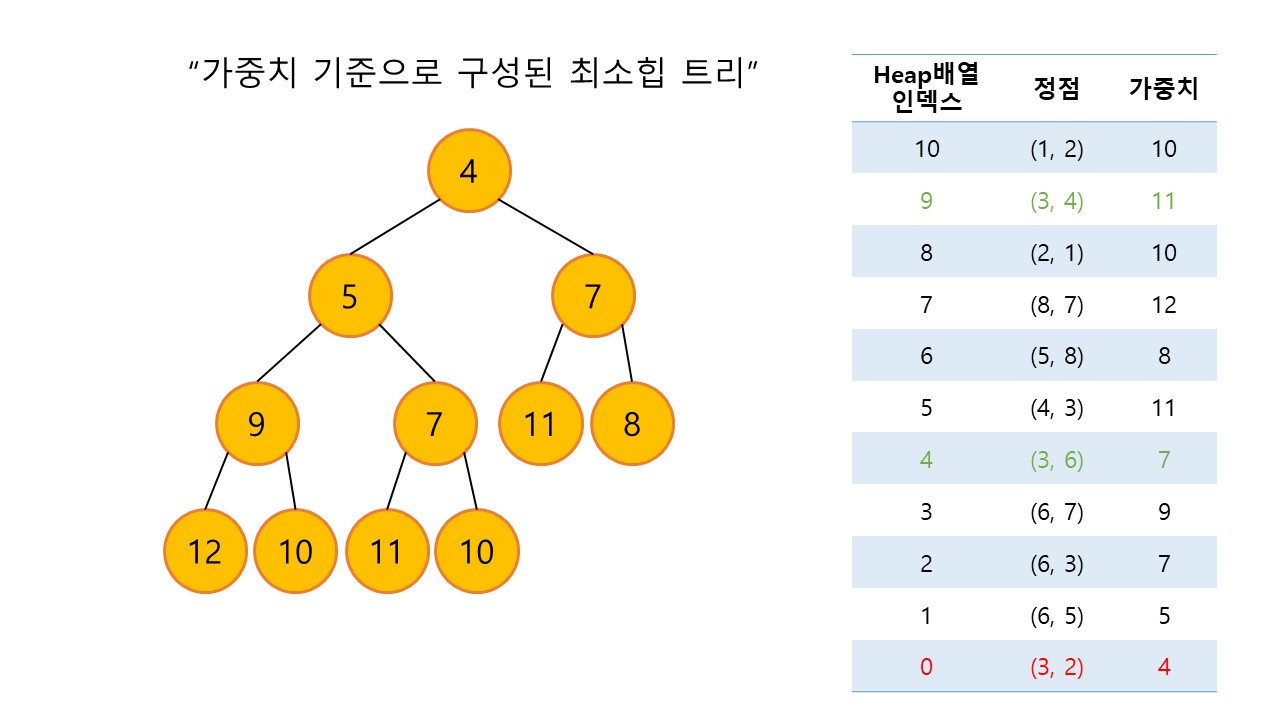 “가중치 기준으로 구성된 최소힙 트리”
4
5 7
9 7 11 8
12 10 11 10
Heap배열 인덱스 정점 가중치
10 (1, 2) 10
9 (3, 4) 11
8 (2, 1) 10
7 (8, 7) 12
6 (5, 8) 8
5 (4, 3) 11
4 (3, 6) 7
3 (6, 7) 9
2 (6, 3) 7
1 (6, 5) 5
0 (3, 2) 4